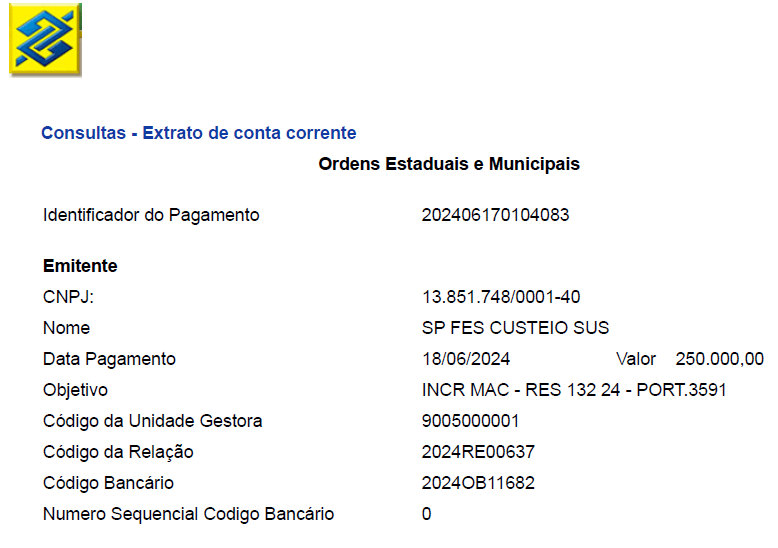 Consultas - Extrato de conta corrente
Ordens Estaduais e Municipais
Identificador do Pagamento 202406170104083
Emitente
CNPJ: 13.851.748/0001-40
Nome SP FES CUSTEIO SUS
Data Pagamento 18/06/2024 Valor 250.000,00
Objetivo INCR MAC - RES 132 24 - PORT.3591
Código da Unidade Gestora 9005000001
Código da Relação 2024RE00637
Código Bancário 2024OB11682
Numero Sequencial Codigo Bancário 0